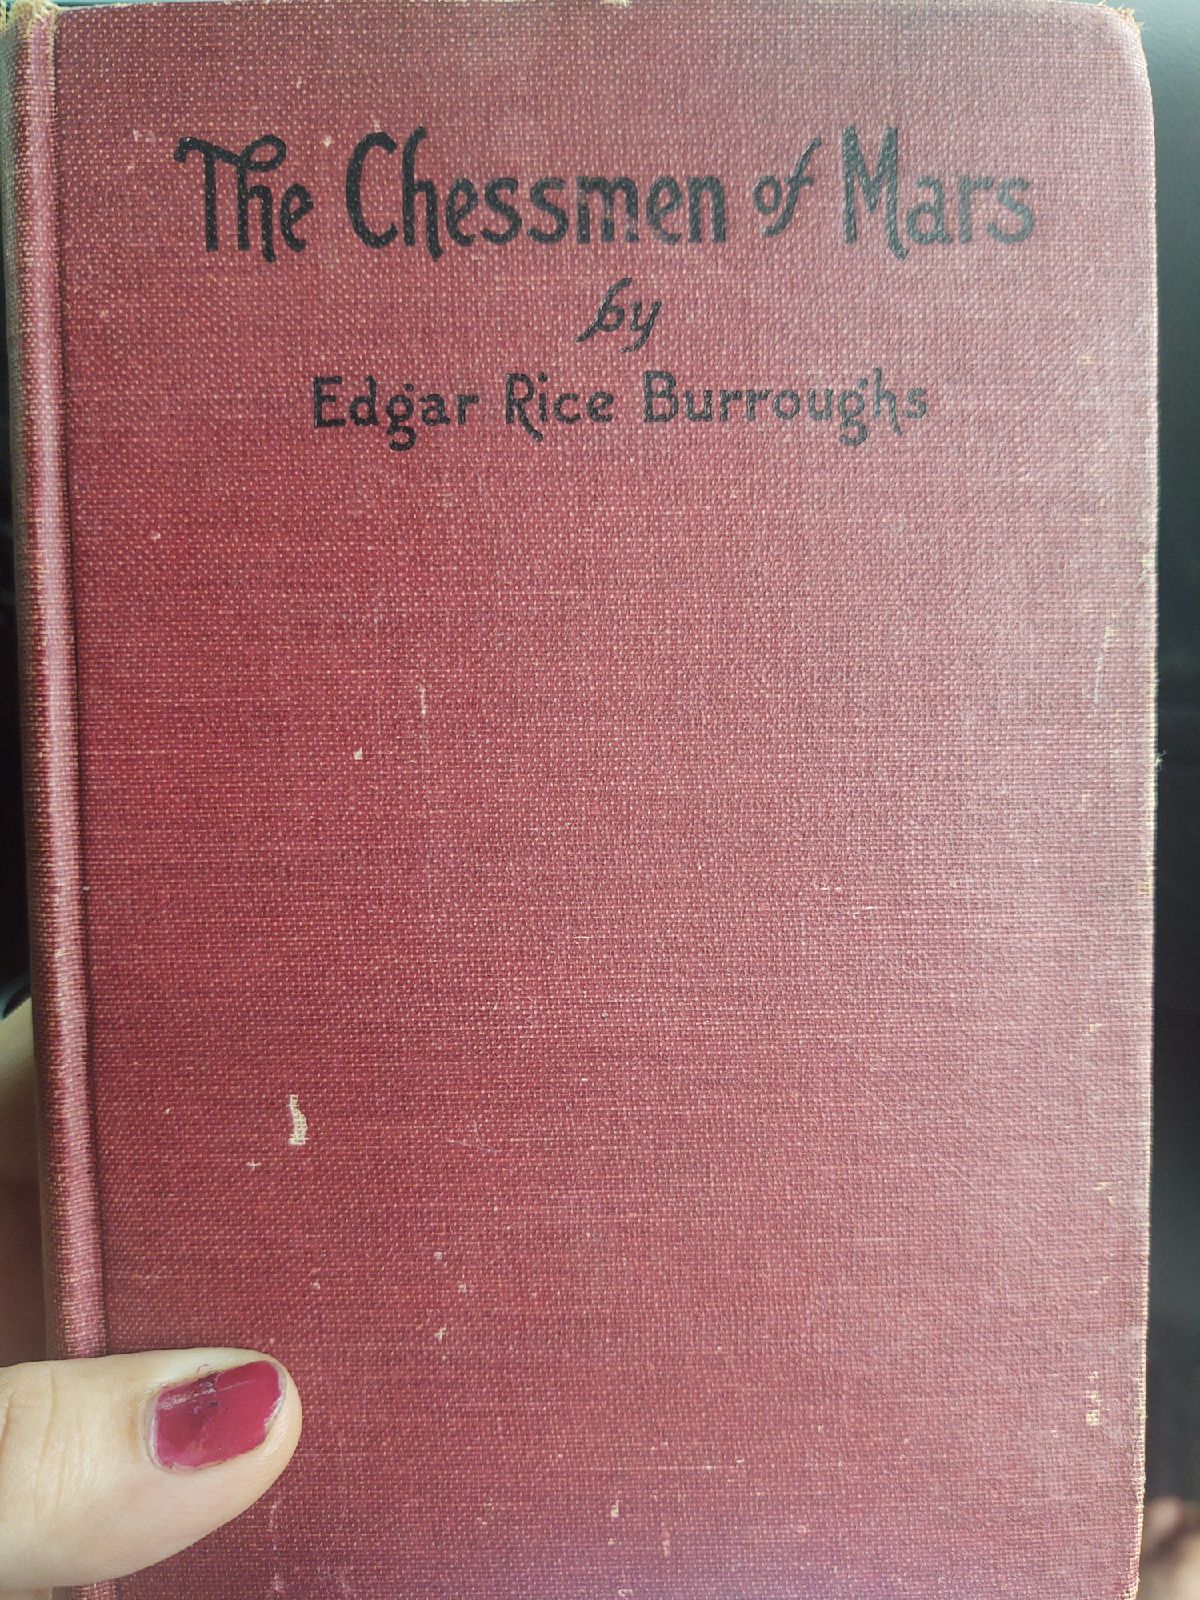 The Chessmen of Mars
by
Edgar Rice Burroughs